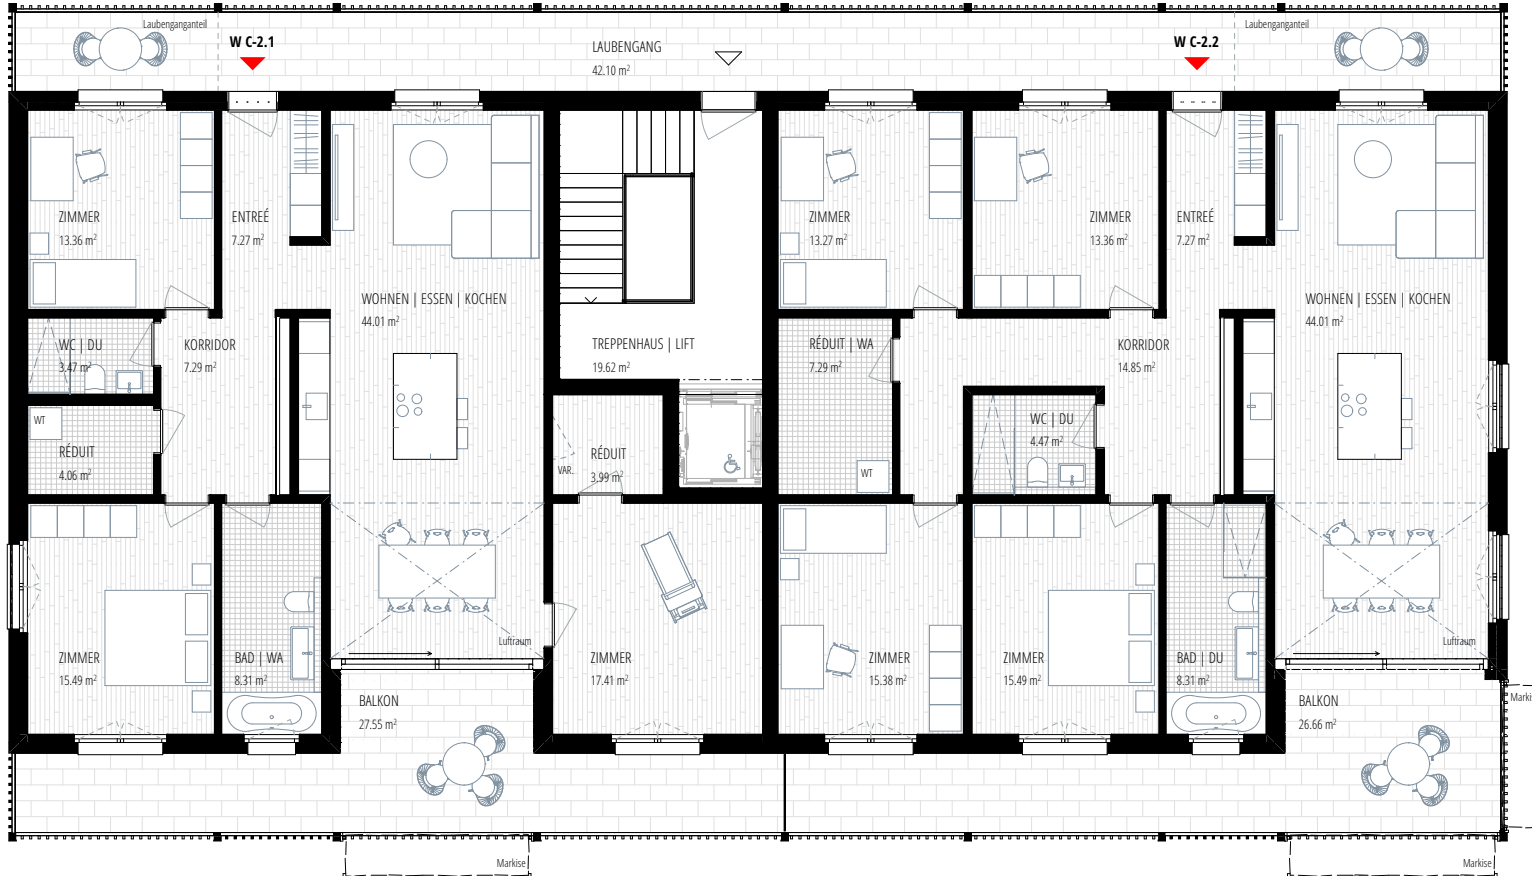 Laubenganganteil
W C-2.1
LAUBENGANG
42.10 m²
W C-2.2
Laubenganganteil
ZIMMER
13.36 m²
ENTREÉ
7.27 m²
WOHNEN | ESSEN | KOCHEN
44.01 m²
ZIMMER
13.27 m²
ZIMMER
13.36 m²
ENTREÉ
7.27 m²
WOHNEN | ESSEN | KOCHEN
44.01 m²
WC | DU
3.47 m²
KORRIDOR
7.29 m²
TREPPENHAUS | LIFT
19.62 m²
RÉDUIT | WA
7.29 m²
KORRIDOR
14.85 m²
WT
RÉDUIT
4.06 m²
VAR.
RÉDUIT
3.99 m²
WT
WC | DU
4.47 m²
ZIMMER
15.49 m²
BAD | WA
8.31 m²
Luftraum
ZIMMER
17.41 m²
ZIMMER
15.38 m²
ZIMMER
15.49 m²
BAD | DU
8.31 m²
Luftraum
BALKON
27.55 m²
BALKON
26.66 m²
Marki
Markise
Markise